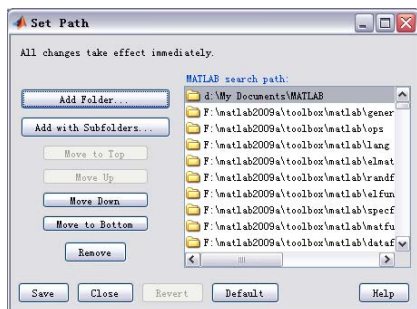 Set Path
All changes take effect immediately.
MATLAB search path:
Add Folder...
Add with Subfolders...
Move to Top
Move Up
Move Down
Move to Bottom
Remove
d:\My Documents\MATLAB
F:\matlab2009a\toolbox\matlab\gener
F:\matlab2009a\toolbox\matlab\ops
F:\matlab2009a\toolbox\matlab\lang
F:\matlab2009a\toolbox\matlab\elmat
F:\matlab2009a\toolbox\matlab\randf
F:\matlab2009a\toolbox\matlab\elfun
F:\matlab2009a\toolbox\matlab\specf
F:\matlab2009a\toolbox\matlab\matfu
F:\matlab2009a\toolbox\matlab\dataf
Save Close Revert Default Help